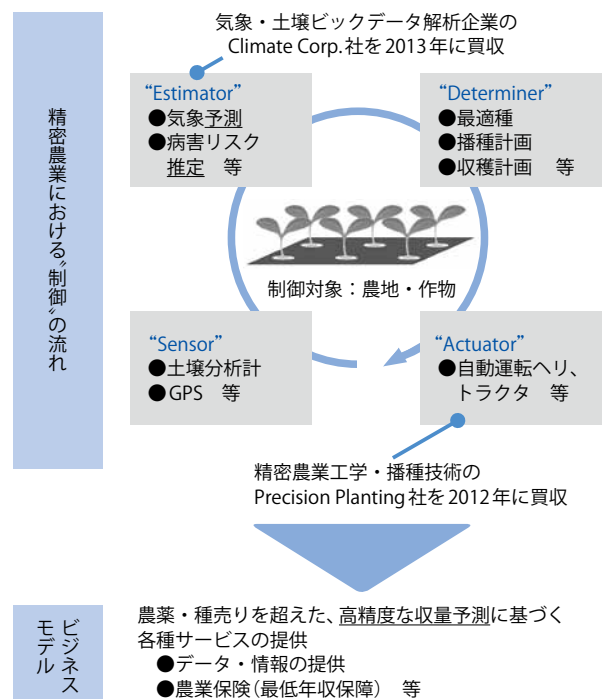 気象・土壌ビックデータ解析企業の
Climate Corp.社を2013年に買収
精密農業における“制御”の流れ
“Estimator”
●気象予測
●病害リスク
推定 等
“Determiner”
●最適種
●播種計画
●収穫計画 等
制御対象：農地・作物
“Sensor”
●土壌分析計
●GPS 等
“Actuator”
●自動運転ヘリ、
トラクタ 等
精密農業工学・播種技術の
Precision Planting社を2012年に買収
ビジネス
モデル
農薬・種売りを超えた、高精度な収量予測に基づく
各種サービスの提供
●データ・情報の提供
●農業保険（最低年収保障） 等